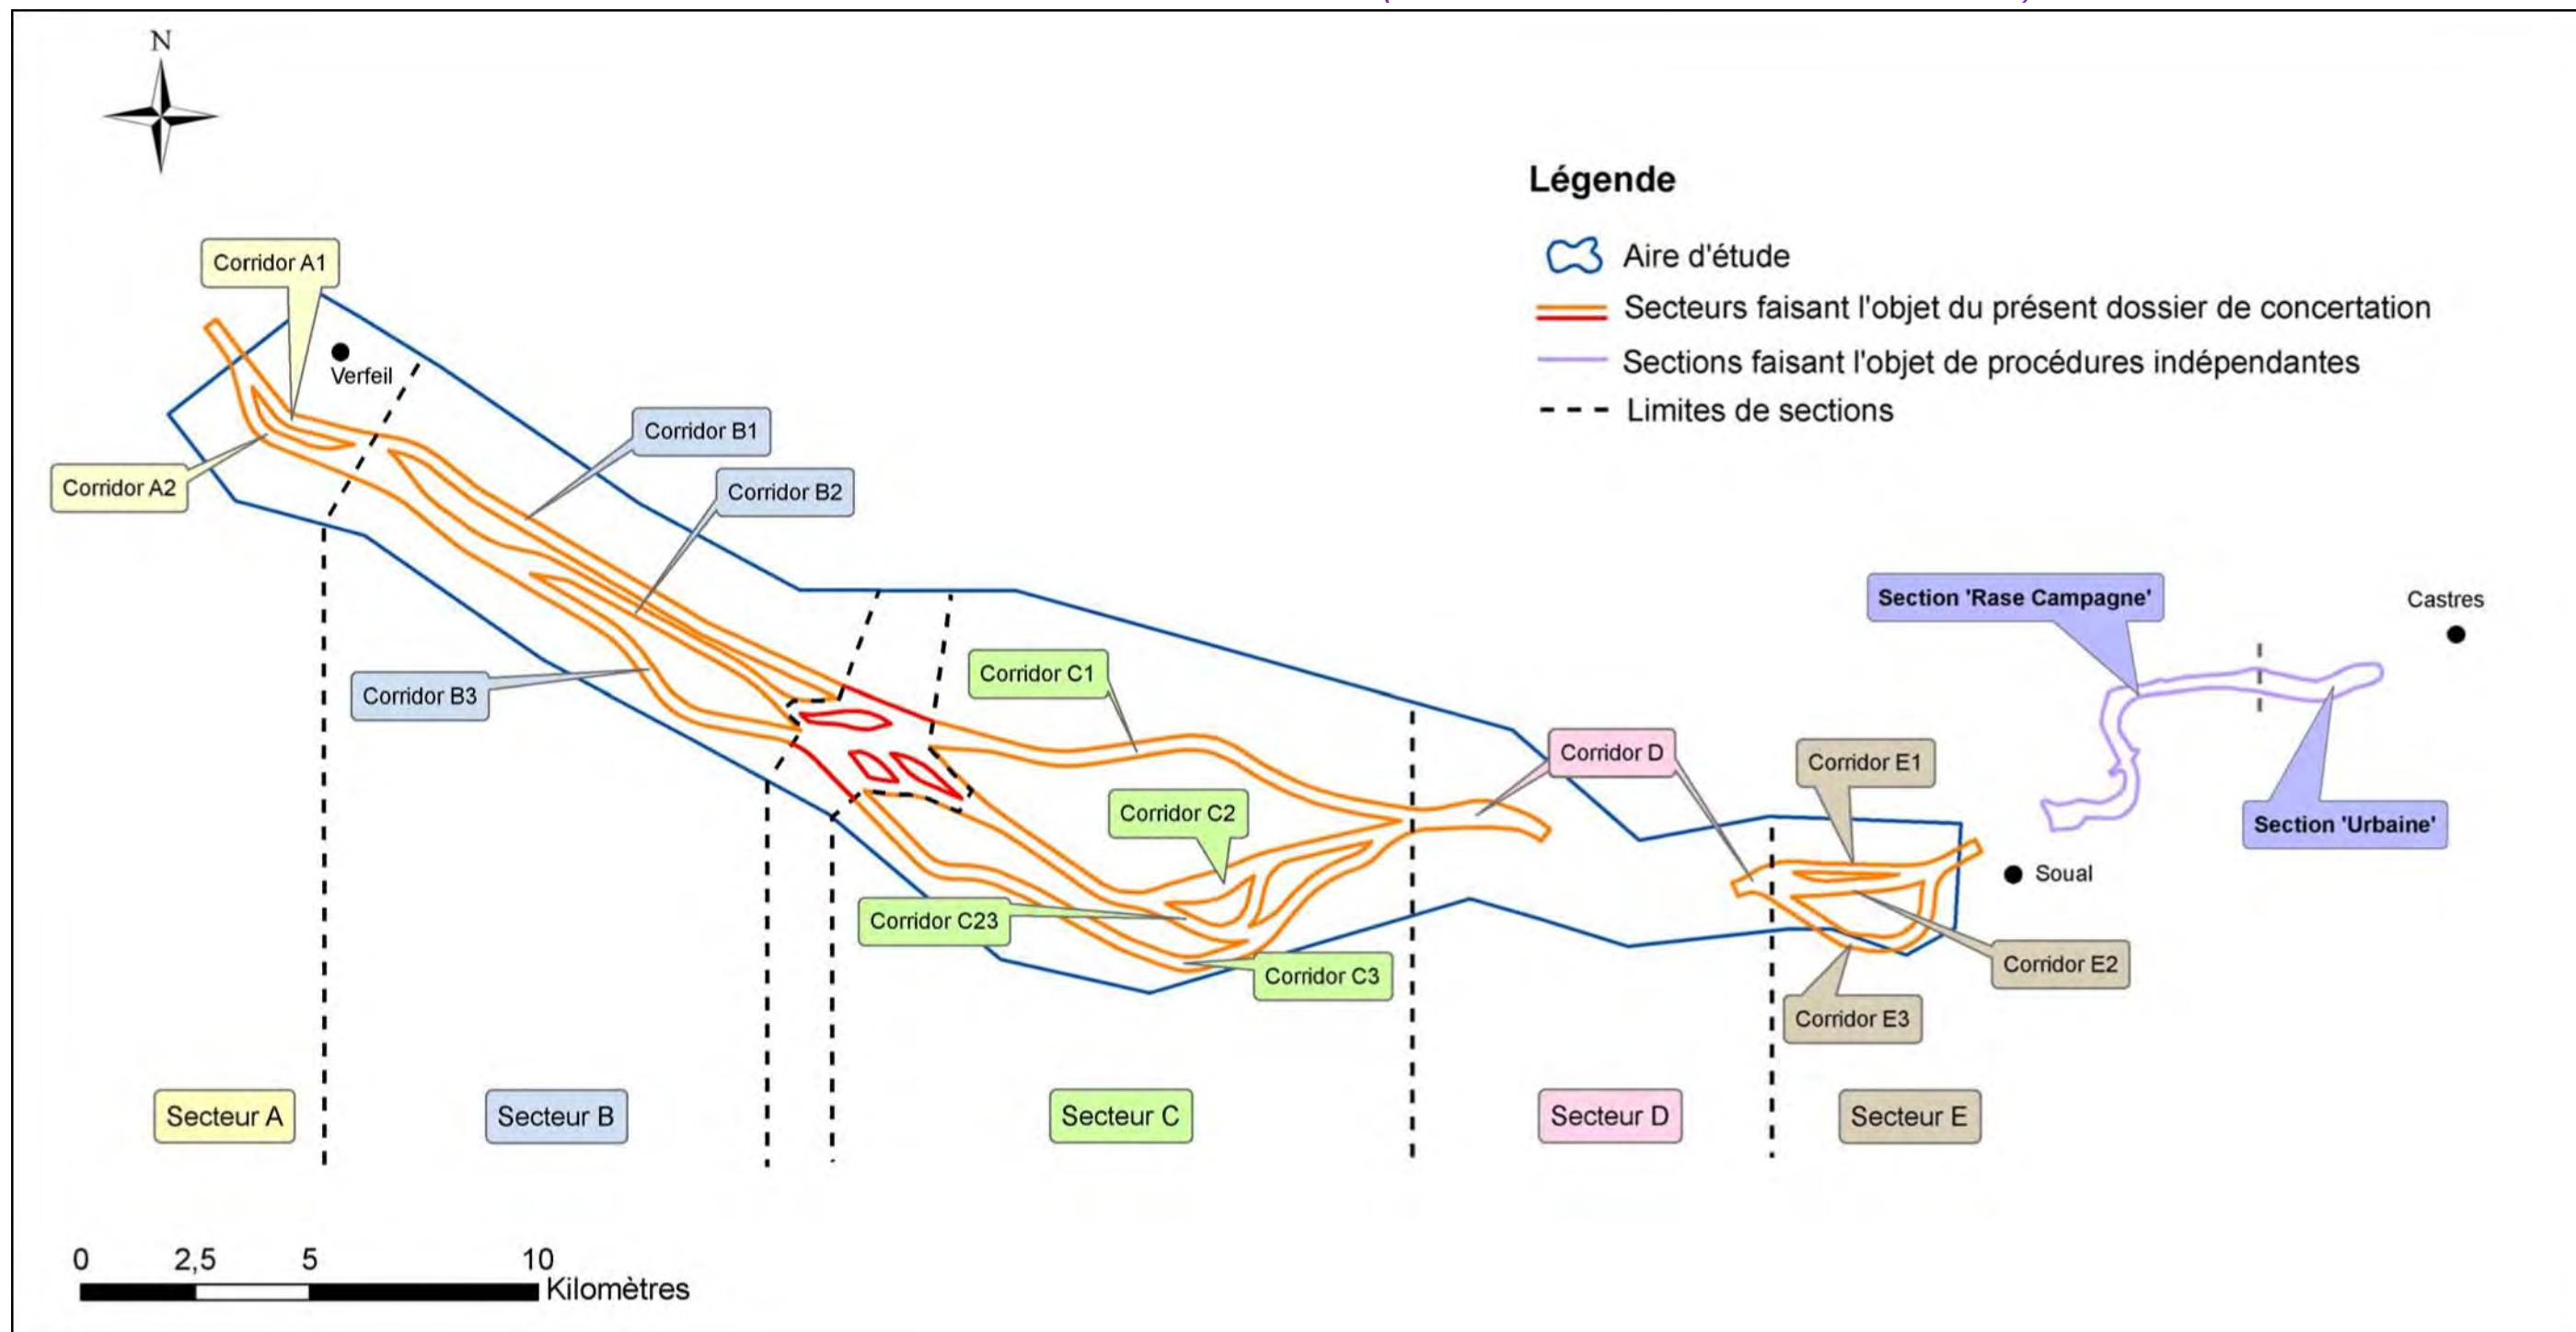 N
Légende
Aire d'étude
Secteurs faisant l'objet du présent dossier de concertation
Sections faisant l'objet de procédures indépendantes
Limites de sections
Corridor A1
Verfeil
Corridor A2
Corridor B1
Corridor B2
Corridor B3
Corridor C1
Corridor C2
Corridor C23
Corridor C3
Corridor D
Corridor E1
Corridor E2
Corridor E3
Section 'Rase Campagne'
Castres
Section 'Urbaine'
Soual
Secteur A
Secteur B
Secteur C
Secteur D
Secteur E
0 2,5 5 10
Kilomètres